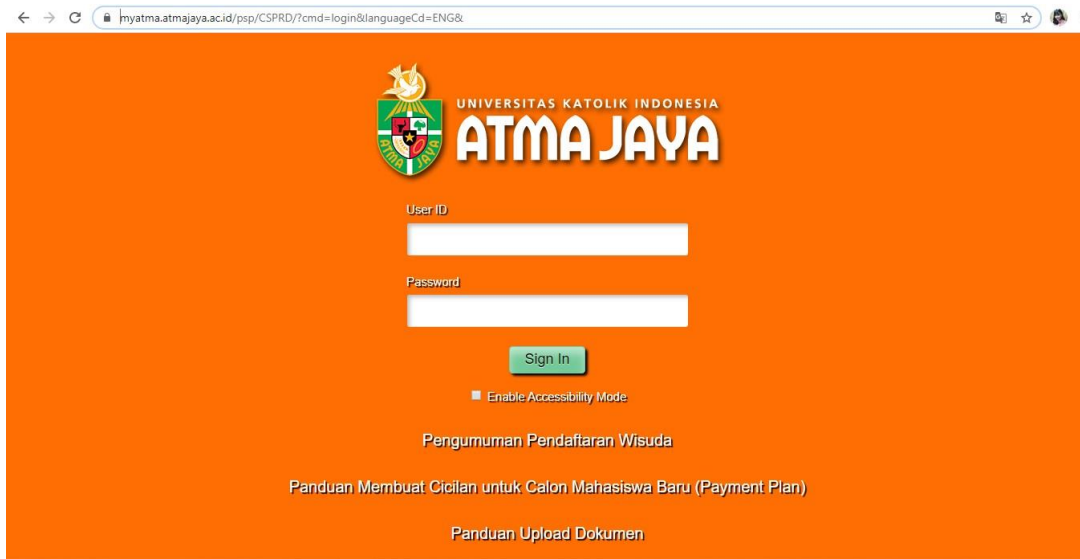 myatma.atmajaya.ac.id/psp/CSPRD/?cmd=login&languageCd=ENG&
UNIVERSITAS KATOLIK INDONESIA
ATMA JAYA
ATMA JAYA
User ID
Password
Sign In
Enable Accessibility Mode
Pengumuman Pendaftaran Wisuda
Panduan Membuat Cicilan untuk Calon Mahasiswa Baru (Payment Plan)
Panduan Upload Dokumen